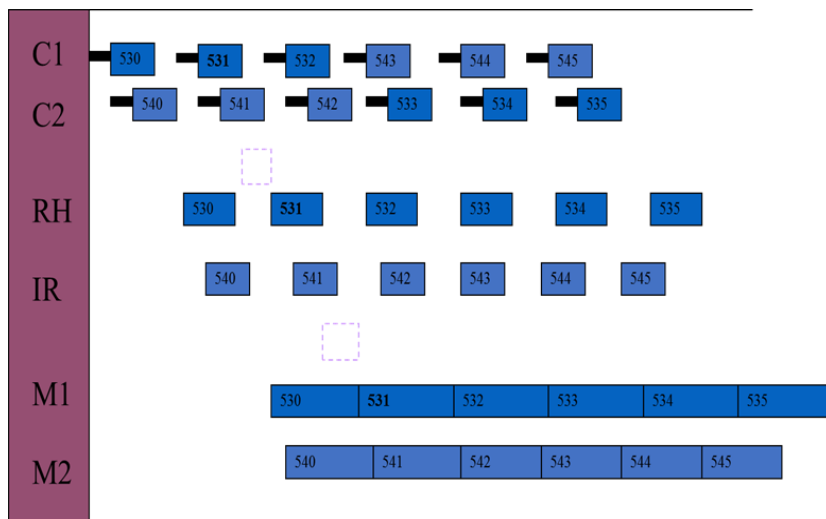 C1 530 531 532 543 544 545
C2 540 541 542 533 534 535
RH 530 531 532 533 534 535
IR 540 541 542 543 544 545
M1 530 531 532 533 534 535
M2 540 541 542 543 544 545